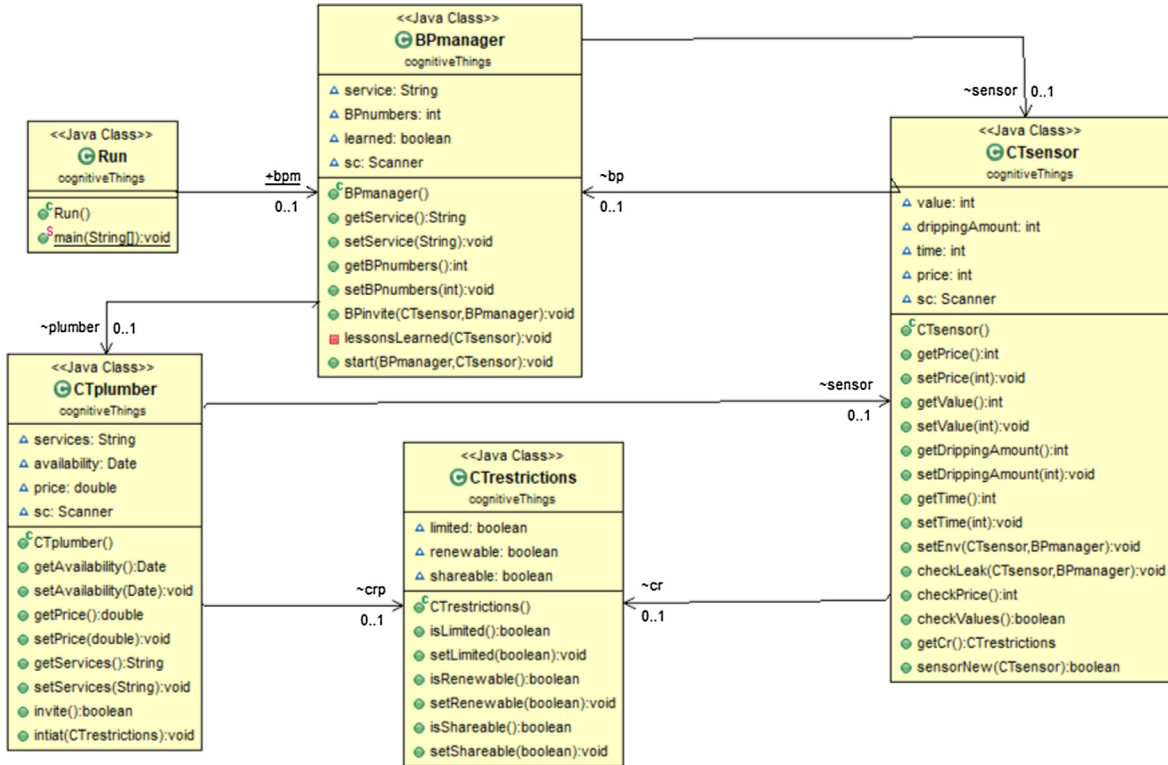 <<Java Class>>
BPmanager
cognitiveThings
service: String
BPnumbers: int
learned: boolean
sc: Scanner
BPmanager()
getService():String
setService(String):void
getBPnumbers():int
setBPnumbers(int):void
BPinvite(CTsensor,BPmanager):void
lessonsLearned(CTsensor):void
start(BPmanager,CTsensor):void
~sensor
0..1
<<Java Class>>
Run
cognitiveThings
Run()
main(String[]):void
+bpm
0..1
~bp
0..1
<<Java Class>>
CTsensor
cognitiveThings
value: int
drippingAmount: int
time: int
price: int
sc: Scanner
CTsensor()
getPrice():int
setPrice(int):void
getValue():int
setValue(int):void
getDrippingAmount():int
setDrippingAmount(int):void
getTime():int
setTime(int):void
setEnv(CTsensor,BPmanager):void
checkLeak(CTsensor,BPmanager):void
checkPrice():int
checkValues():boolean
getCr():CTrestrictions
sensorNew(CTsensor):boolean
~plumber
0..1
<<Java Class>>
CTplumber
cognitiveThings
services: String
availability: Date
price: double
sc: Scanner
CTplumber()
getAvailability():Date
setAvailability(Date):void
getPrice():double
setPrice(double):void
getServices():String
setServices(String):void
invite():boolean
intiat(CTrestrictions):void
~sensor
0..1
<<Java Class>>
CTrestrictions
cognitiveThings
limited: boolean
renewable: boolean
shareable: boolean
CTrestrictions()
isLimited():boolean
setLimited(boolean):void
isRenewable():boolean
setRenewable(boolean):void
isShareable():boolean
setShareable(boolean):void
~crp
0..1
~cr
0..1